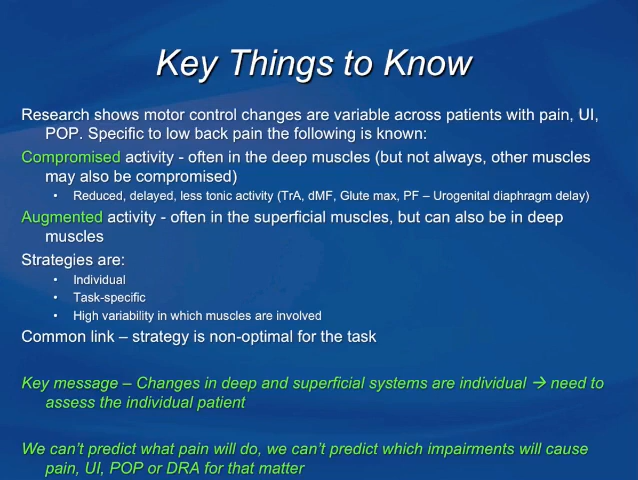 Key Things to Know
Research shows motor control changes are variable across patients with pain, UI,
POP. Specific to low back pain the following is known:
Compromised activity - often in the deep muscles (but not always, other muscles
may also be compromised)
• Reduced, delayed, less tonic activity (TrA, dMF, Glute max, PF – Urogenital diaphragm delay)
Augmented activity - often in the superficial muscles, but can also be in deep
muscles
Strategies are:
• Individual
• Task-specific
• High variability in which muscles are involved
Common link – strategy is non-optimal for the task
Key message – Changes in deep and superficial systems are individual → need to
assess the individual patient
We can’t predict what pain will do, we can’t predict which impairments will cause
pain, UI, POP or DRA for that matter